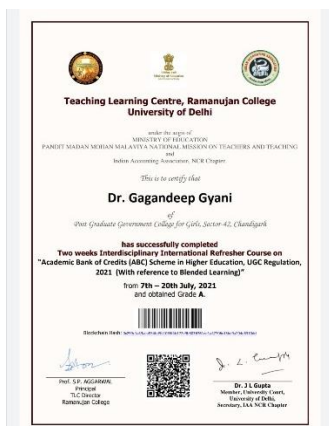 Teaching Learning Centre, Ramanujan College
University of Delhi
under the aegis of
MINISTRY OF EDUCATION
PANDIT MADAN MOHAN MALAVIYA NATIONAL MISSION ON TEACHERS AND TEACHING
and
Indian Accounting Association, NCR Chapter
This is to certify that
Dr. Gagandeep Gyani
of
Post Graduate Government College for Girls, Sector-42, Chandigarh
has successfully completed
Two weeks Interdisciplinary International Refresher Course on
"Academic Bank of Credits (ABC) Scheme in Higher Education, UGC Regulation,
2021 (With reference to Blended Learning)"
from 7th – 20th July, 2021
and obtained Grade A.
Blockchain Hash:
Prof. S.P. AGGARWAL
Principal
TLC Director
Ramanujan College
Dr. J L Gupta
Member, University Court,
University of Delhi,
Secretary, IAA NCR Chapter